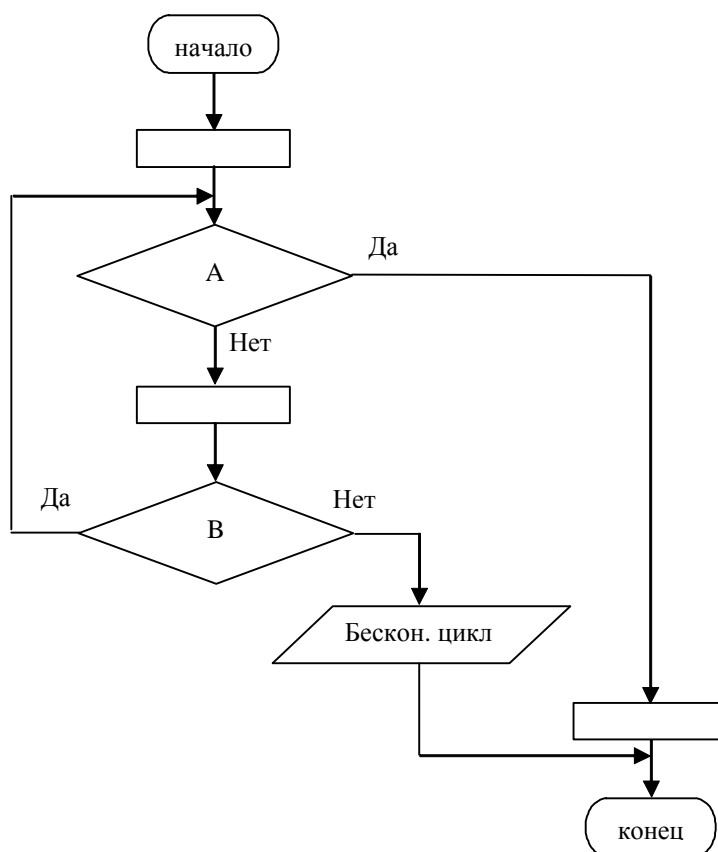 начало
A
Да
Нет
B
Да
Нет
Бескон. цикл
конец